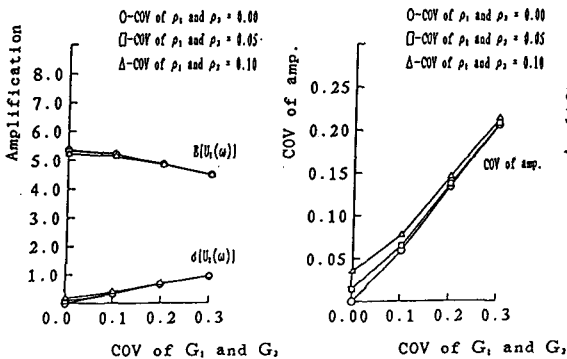 O-COV of ρ₁ and ρ₂ = 0.00
□-COV of ρ₁ and ρ₂ = 0.05
Δ-COV of ρ₁ and ρ₂ = 0.10
Amplification
8.0
7.0
6.0
5.0
4.0
3.0
2.0
1.0
E[U₁(ω)]
σ[U₁(ω)]
0.0 0.1 0.2 0.3
COV of G₁ and G₂
O-COV of ρ₁ and ρ₂ = 0.00
□-COV of ρ₁ and ρ₂ = 0.05
Δ-COV of ρ₁ and ρ₂ = 0.10
COV of amp.
0.25
0.20
0.15
0.10
0.05
COV of amp.
0.0 0.1 0.2 0.3
COV of G₁ and G₂